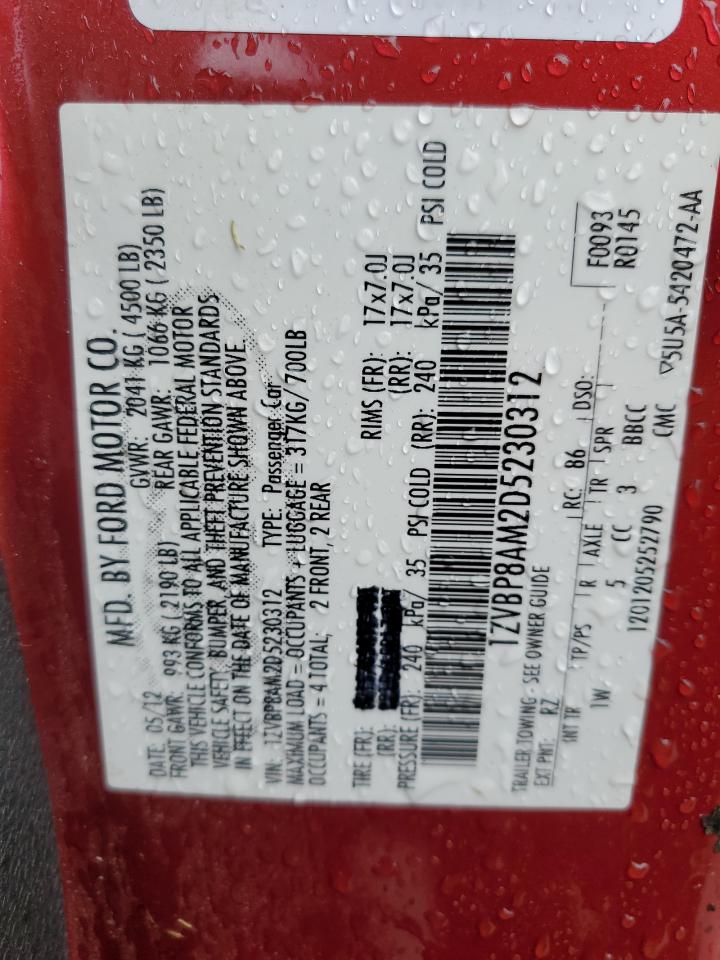 MFD. BY FORD MOTOR CO.
DATE: 05/12 GVWR: 2041 KG ( 4500 LB)
FRONT GAWR: 993 KG ( 2190 LB) REAR GAWR: 1066 KG ( 2350 LB)
THIS VEHICLE CONFORMS TO ALL APPLICABLE FEDERAL MOTOR
VEHICLE SAFETY, BUMPER, AND THEFT PREVENTION STANDARDS
IN EFFECT ON THE DATE OF MANUFACTURE SHOWN ABOVE.
VIN: 1ZVBP8AM2D5230312 TYPE: Passenger Car
MAXIMUM LOAD = OCCUPANTS + LUGGAGE = 317KG/700LB
OCCUPANTS = 4 TOTAL; 2 FRONT, 2 REAR
TIRE (FR): RIMS (FR): 17x7.0J
(RR): (RR): 17x7.0J
PRESSURE (FR): 240 kPa/ 35 PSI COLD (RR): 240 kPa/ 35 PSI COLD
1ZVBP8AM2D5230312
TRAILER TOWING - SEE OWNER GUIDE
EXT PNT: RZ RC: 86 DSO: F0093
INT TR TP/PS R AXLE TR SPR R0145
1W 5 CC 3 1 BBCC
1201205252790 CMC
▽5U5A-5420472-AA